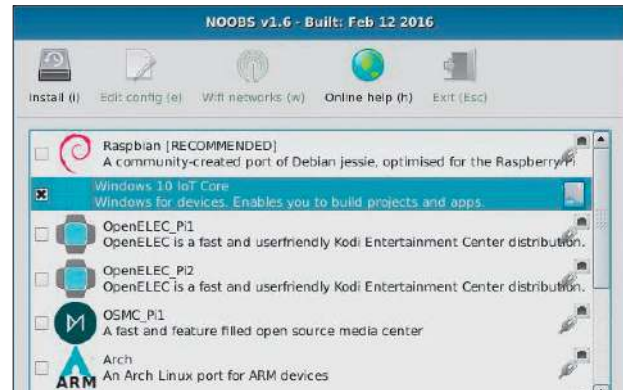 NOOBS v1.6 - Built: Feb 12 2016
Install (i) Edit config (e) Wifi networks (w) Online help (h) Exit (Esc)
Raspbian [RECOMMENDED]
A community-created port of Debian jessie, optimised for the Raspberry Pi
Windows 10 IoT Core
Windows for devices. Enables you to build projects and apps.
OpenELEC_Pi1
OpenELEC is a fast and userfriendly Kodi Entertainment Center distribution.
OpenELEC_Pi2
OpenELEC is a fast and userfriendly Kodi Entertainment Center distribution.
OSMC_Pi1
A fast and feature filled open source media center
Arch
ARM An Arch Linux port for ARM devices